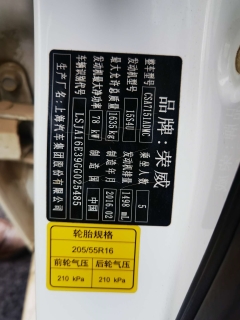 品牌：荣威
整车型号 CSA7151DMC 乘坐人数 5
发动机型号 15S4U 发动机排量 1498 mL
最大允许总质量 1635 kg 制造年月 2016.02
发动机最大净功率 78 kW 制造国 中国
车辆识别代号 LSJA16E39GG025485
生产厂名：上海汽车集团股份有限公司
轮胎规格
205/55R16
前轮气压 后轮气压
210 kPa 210 kPa